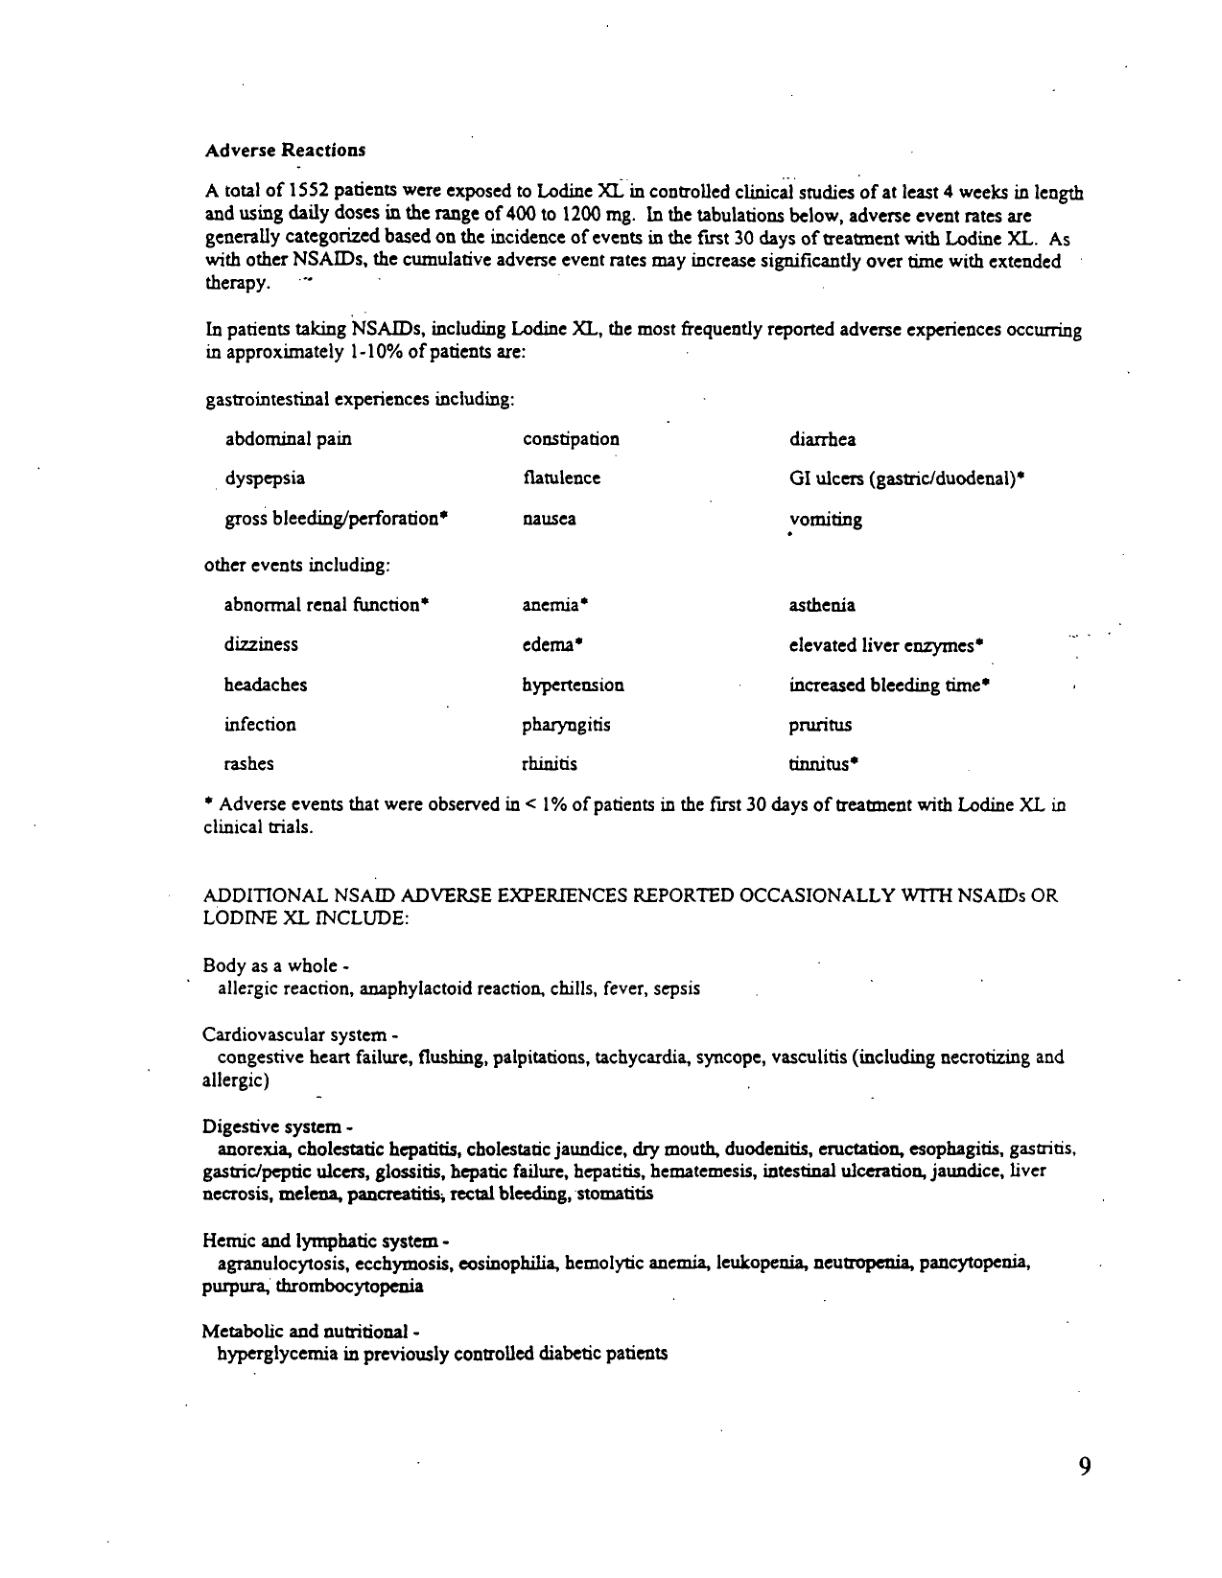 Adverse Reactions
A total of 1552 patients were exposed to Lodine XL in controlled clinical studies of at least 4 weeks in length
and using daily doses in the range of 400 to 1200 mg. In the tabulations below, adverse event rates are
generally categorized based on the incidence of events in the first 30 days of treatment with Lodine XL. As
with other NSAIDs, the cumulative adverse event rates may increase significantly over time with extended
therapy.
In patients taking NSAIDs, including Lodine XL, the most frequently reported adverse experiences occurring
in approximately 1-10% of patients are:
gastrointestinal experiences including:
abdominal pain constipation diarrhea
dyspepsia flatulence GI ulcers (gastric/duodenal)*
gross bleeding/perforation* nausea vomiting
other events including:
abnormal renal function* anemia* asthenia
dizziness edema* elevated liver enzymes*
headaches hypertension increased bleeding time*
infection pharyngitis pruritus
rashes rhinitis tinnitus*
* Adverse events that were observed in < 1% of patients in the first 30 days of treatment with Lodine XL in
clinical trials.
ADDITIONAL NSAID ADVERSE EXPERIENCES REPORTED OCCASIONALLY WITH NSAIDs OR
LODINE XL INCLUDE:
Body as a whole -
allergic reaction, anaphylactoid reaction, chills, fever, sepsis
Cardiovascular system -
congestive heart failure, flushing, palpitations, tachycardia, syncope, vasculitis (including necrotizing and
allergic)
Digestive system -
anorexia, cholestatic hepatitis, cholestatic jaundice, dry mouth, duodenitis, eructation, esophagitis, gastritis,
gastric/peptic ulcers, glossitis, hepatic failure, hepatitis, hematemesis, intestinal ulceration, jaundice, liver
necrosis, melena, pancreatitis, rectal bleeding, stomatitis
Hemic and lymphatic system -
agranulocytosis, ecchymosis, eosinophilia, hemolytic anemia, leukopenia, neutropenia, pancytopenia,
purpura, thrombocytopenia
Metabolic and nutritional -
hyperglycemia in previously controlled diabetic patients
9